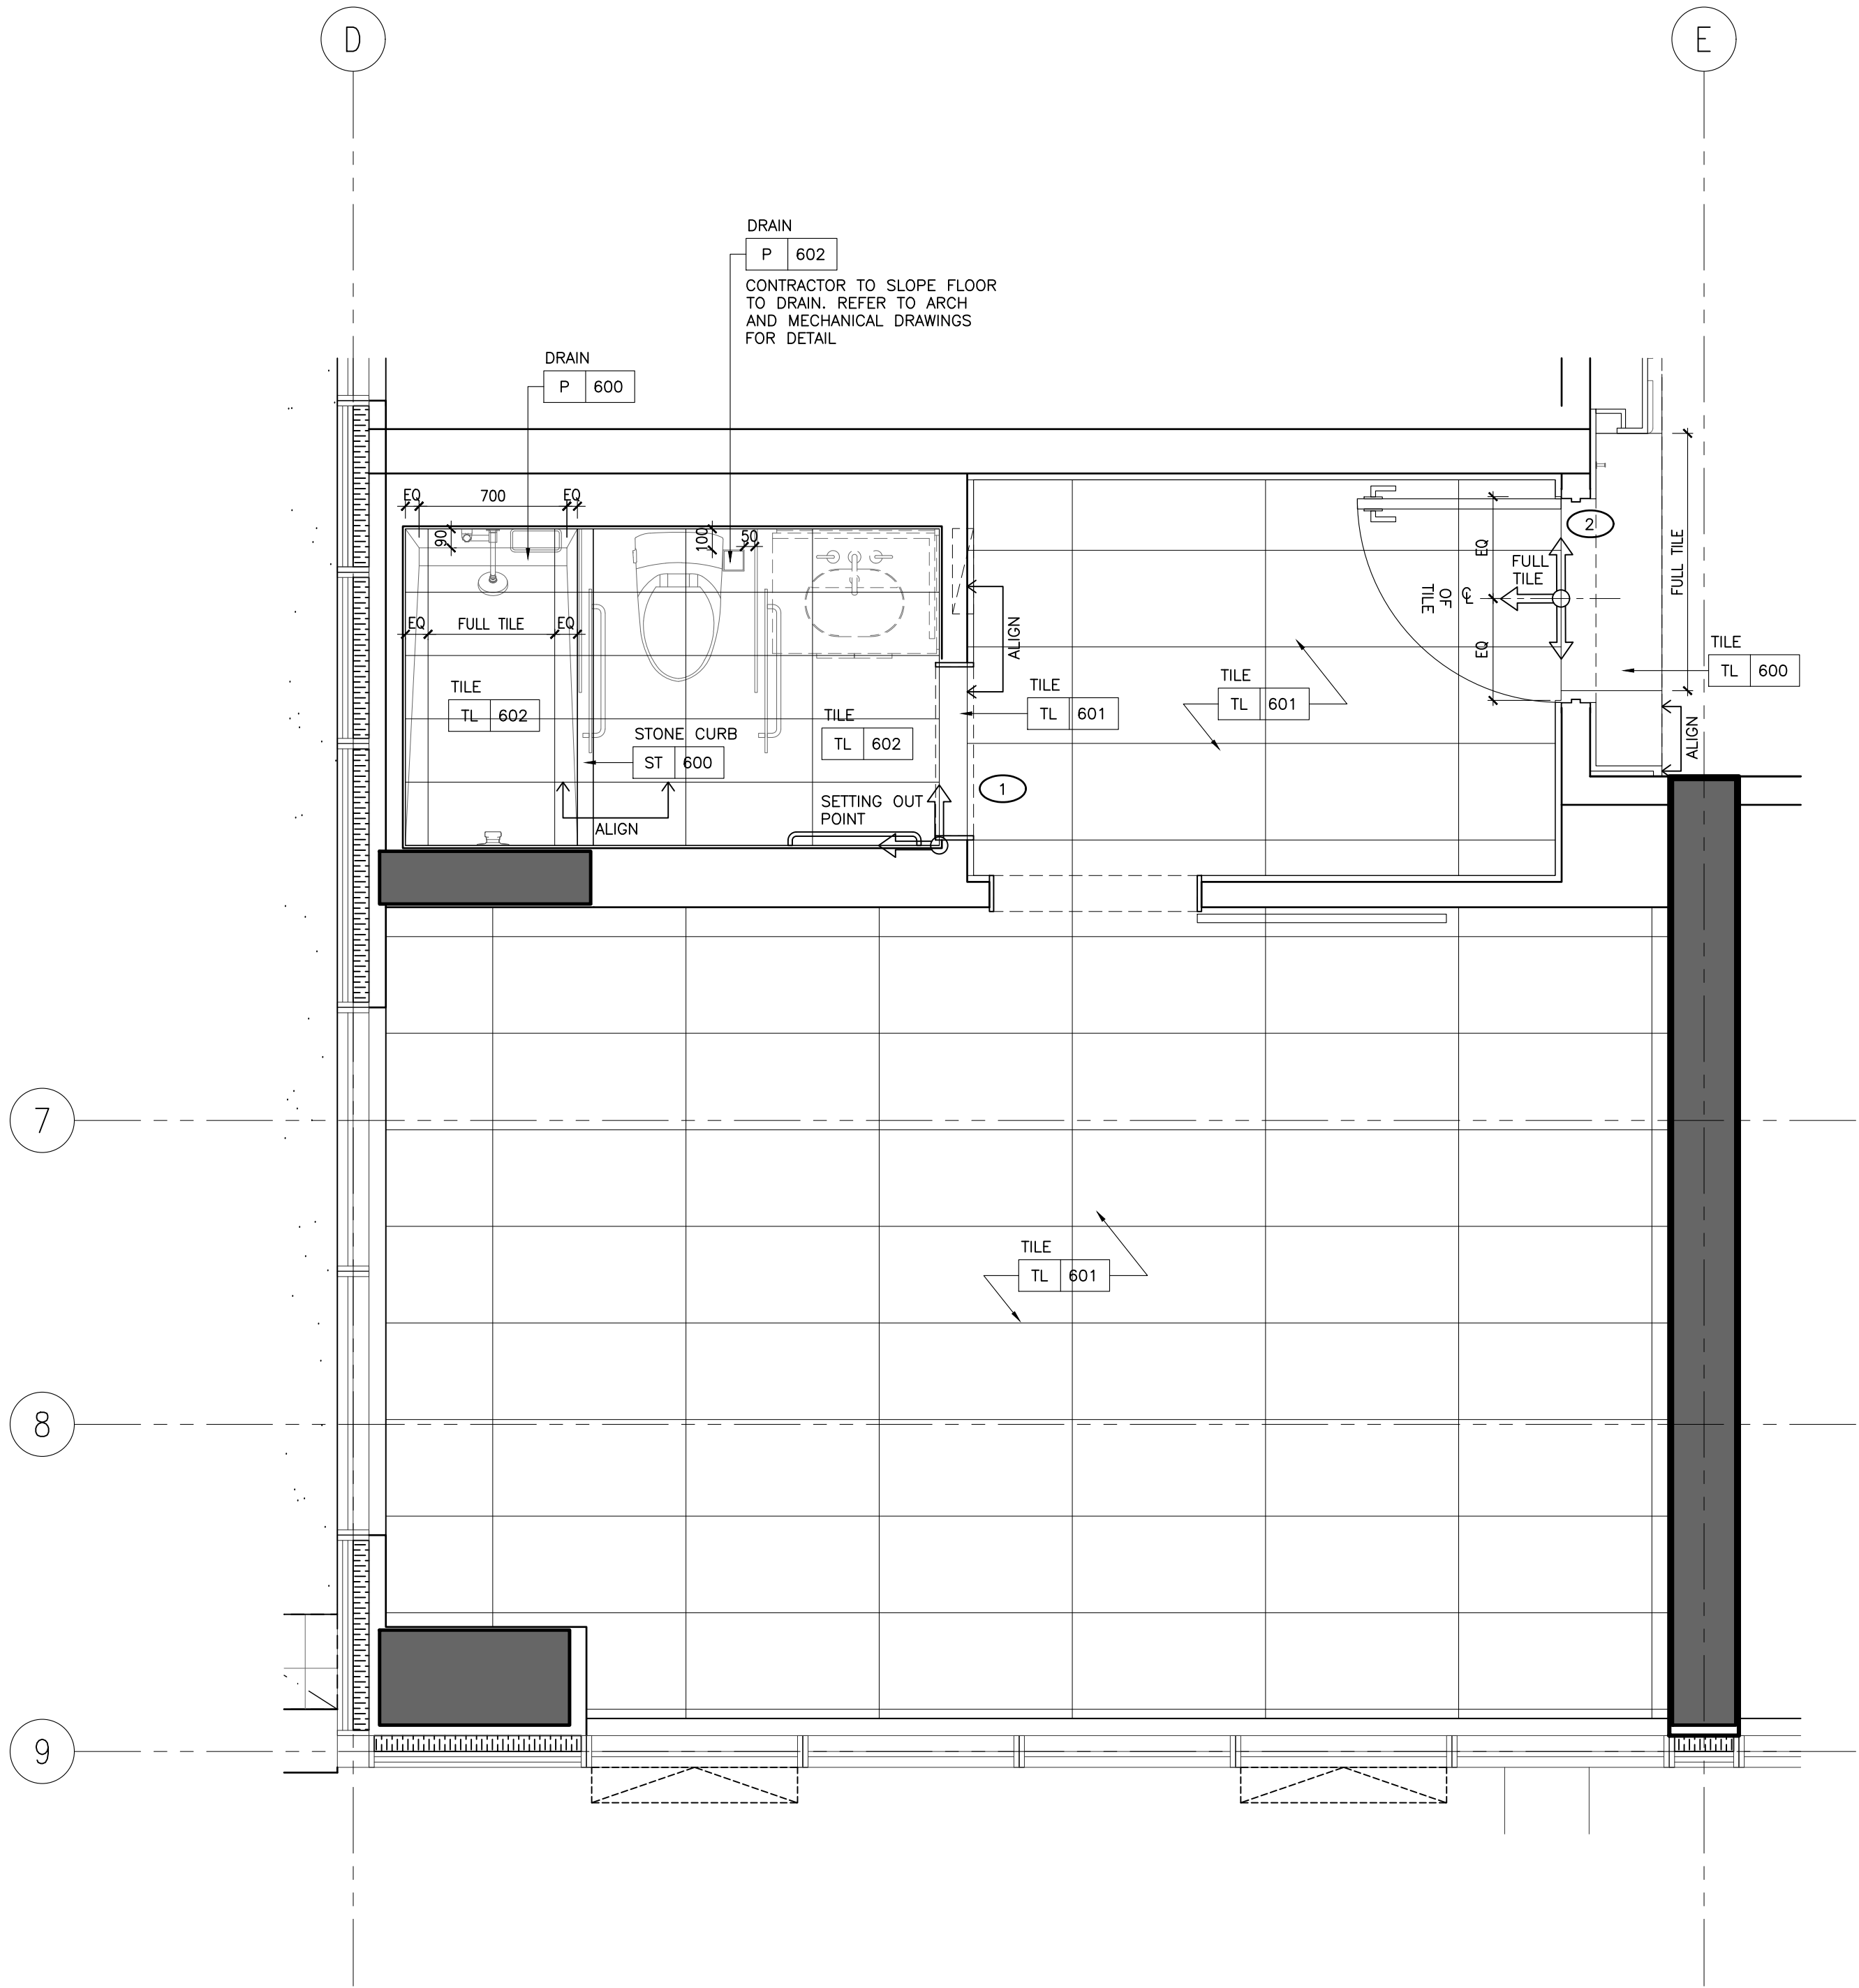 D
E
DRAIN
P 602
CONTRACTOR TO SLOPE FLOOR
TO DRAIN. REFER TO ARCH
AND MECHANICAL DRAWINGS
FOR DETAIL
DRAIN
P 600
EQ
700
EQ
90
100
50
2
EQ
FULL
TILE
FULL TILE
℄
OF
TILE
EQ
FULL TILE
EQ
ALIGN
EQ
TILE
TL 600
TILE
TL 602
TILE
TL 601
TILE
TL 601
TILE
TL 602
STONE CURB
ST 600
ALIGN
1
SETTING OUT
POINT
ALIGN
7
TILE
TL 601
8
9